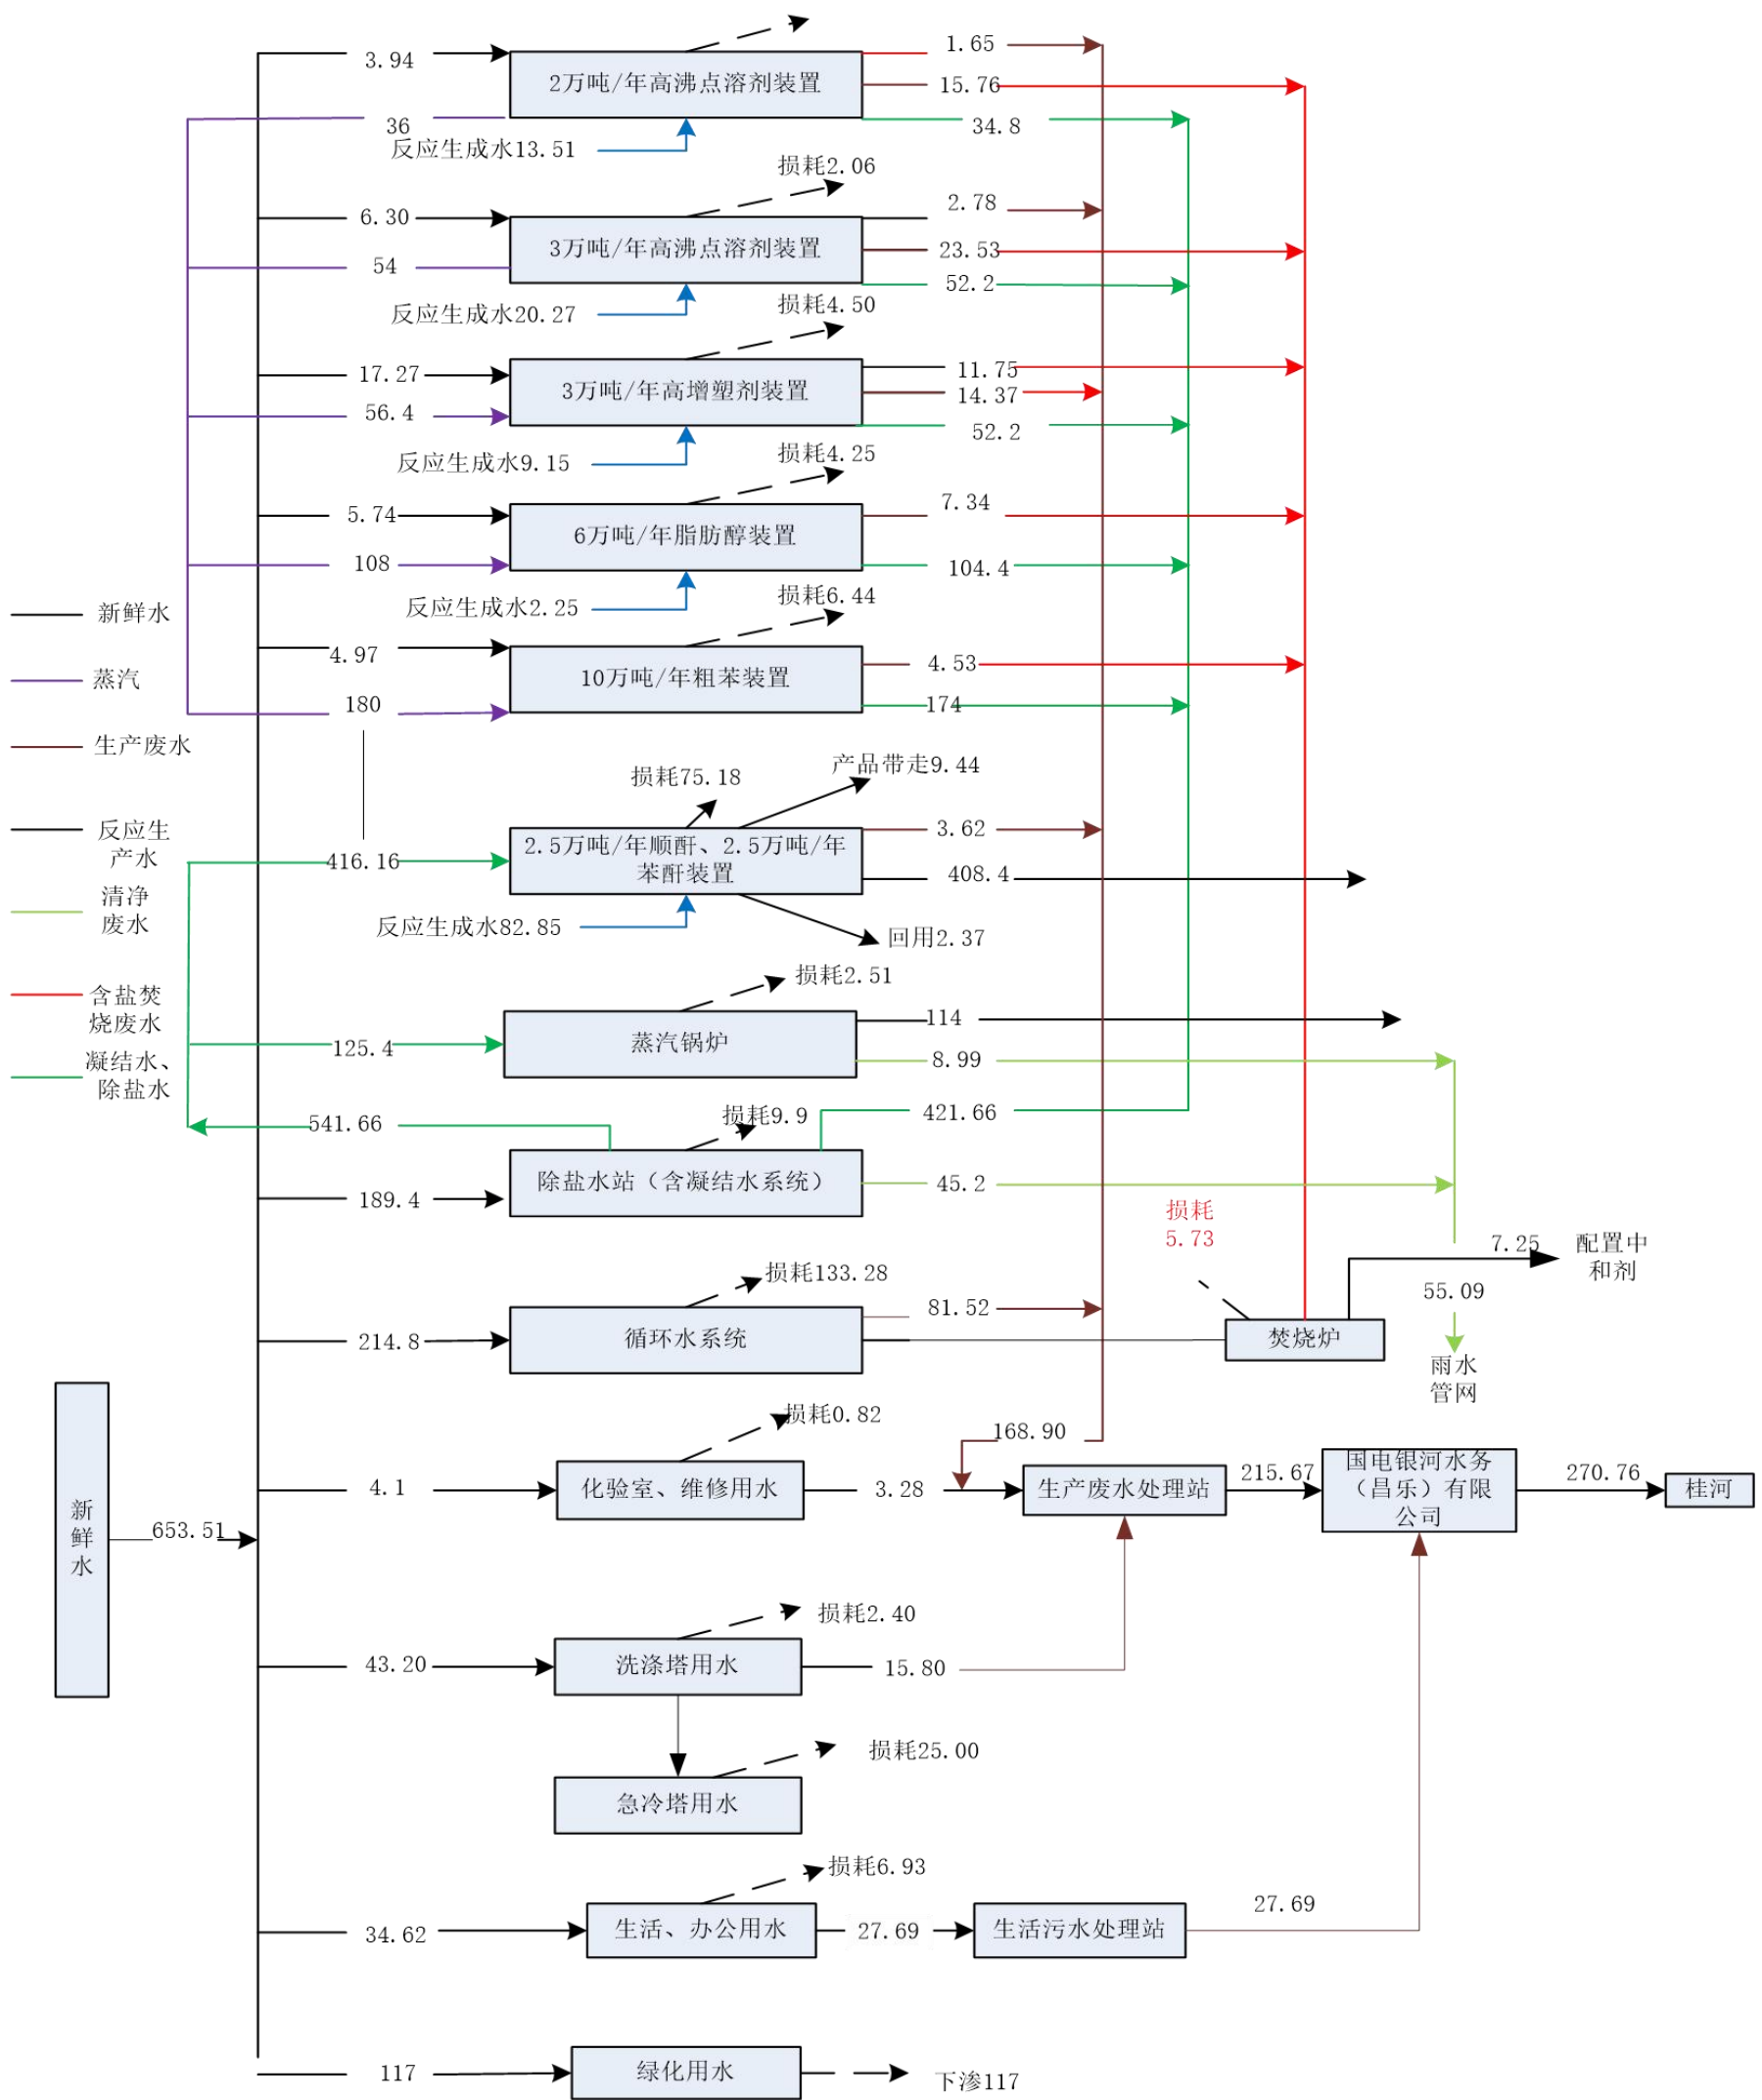 3.94
2万吨/年高沸点溶剂装置
1.65
15.76
36
34.8
反应生成水13.51
损耗2.06
6.30
3万吨/年高沸点溶剂装置
2.78
23.53
54
52.2
反应生成水20.27
损耗4.50
17.27
3万吨/年高增塑剂装置
11.75
14.37
56.4
52.2
反应生成水9.15
损耗4.25
5.74
6万吨/年脂肪醇装置
7.34
108
104.4
反应生成水2.25
损耗6.44
4.97
10万吨/年粗苯装置
4.53
180
174
新鲜水
蒸汽
生产废水
反应生
产水
清净
废水
含盐焚
烧废水
凝结水、
除盐水
损耗75.18
产品带走9.44
2.5万吨/年顺酐、2.5万吨/年
苯酐装置
3.62
416.16
408.4
反应生成水82.85
回用2.37
损耗2.51
蒸汽锅炉
114
125.4
8.99
541.66
损耗9.9
421.66
除盐水站（含凝结水系统）
189.4
45.2
损耗
5.73
7.25
配置中
和剂
损耗133.28
81.52
55.09
214.8
循环水系统
焚烧炉
雨水
管网
损耗0.82
168.90
4.1
化验室、维修用水
3.28
生产废水处理站
215.67
国电银河水务
（昌乐）有限
公司
270.76
桂河
新
鲜
水
653.51
损耗2.40
43.20
洗涤塔用水
15.80
损耗25.00
急冷塔用水
损耗6.93
34.62
生活、办公用水
27.69
生活污水处理站
27.69
117
绿化用水
下渗117